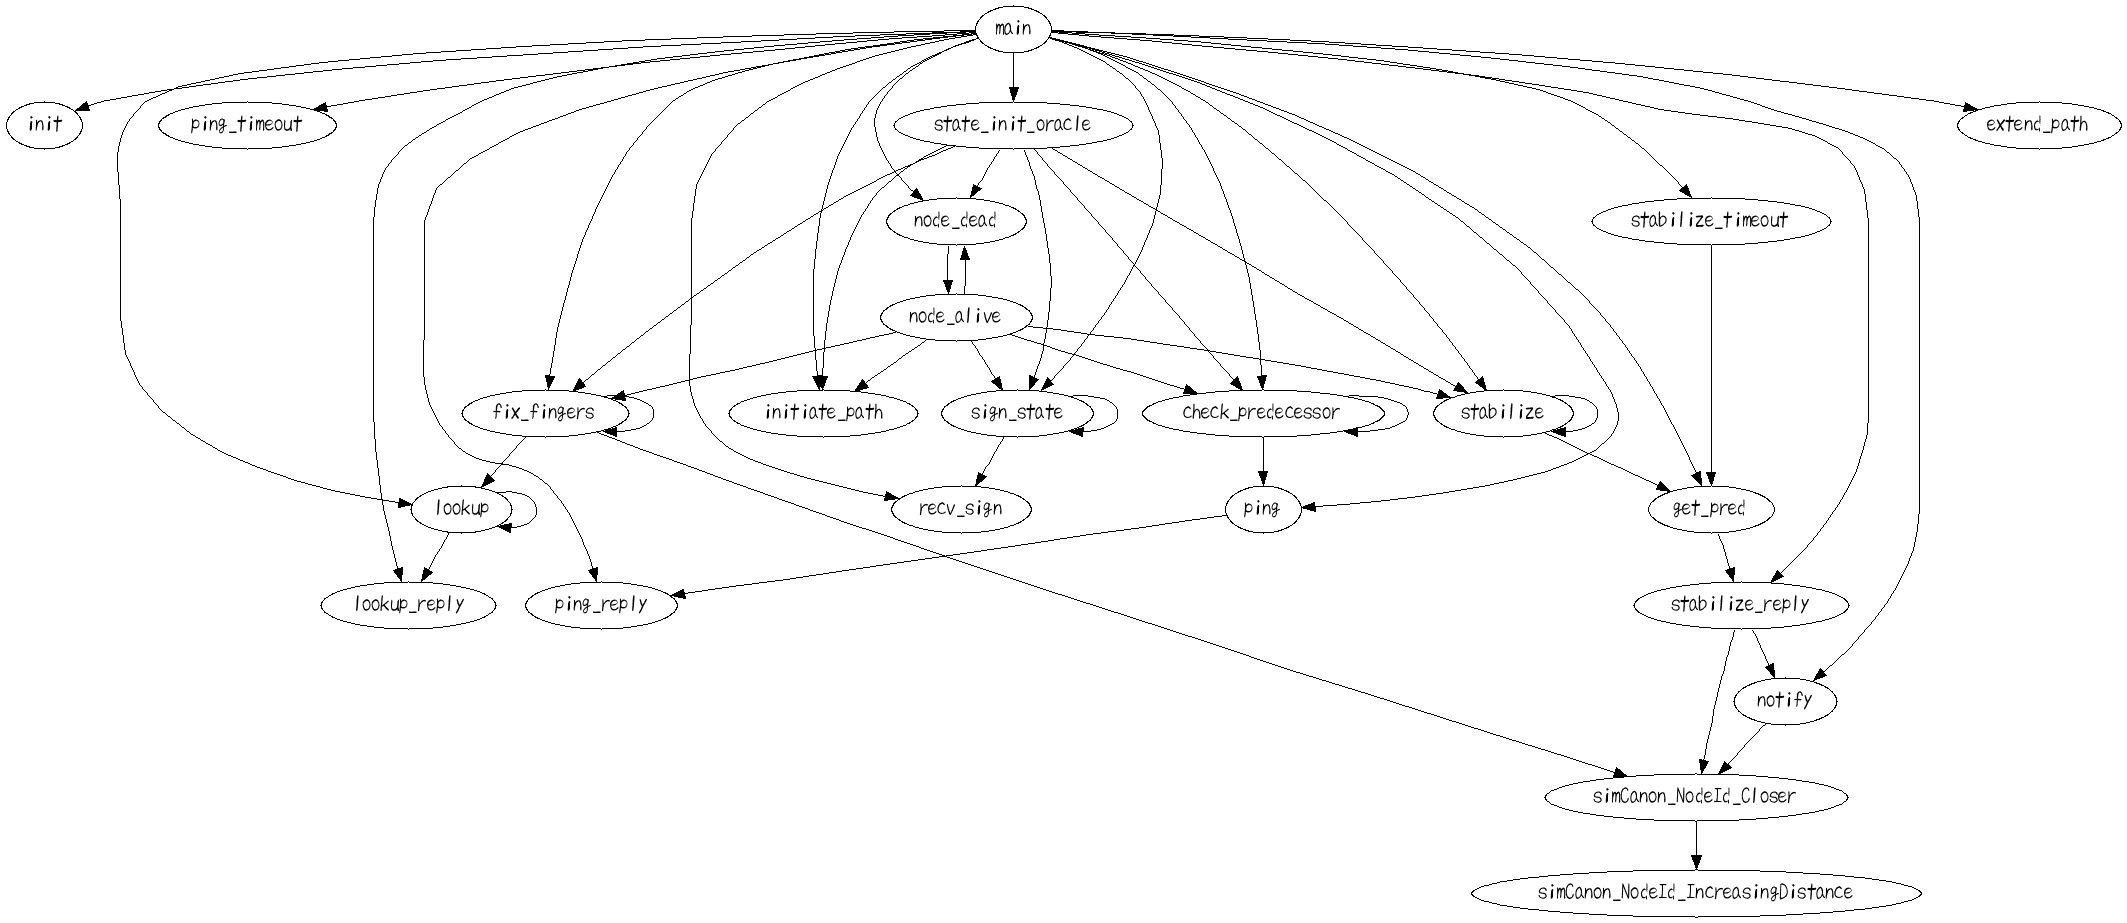 main
init
ping_timeout
state_init_oracle
extend_path
node_dead
stabilize_timeout
node_alive
fix_fingers
initiate_path
sign_state
check_predecessor
stabilize
lookup
recv_sign
ping
get_pred
lookup_reply
ping_reply
stabilize_reply
notify
simCanon_NodeId_Closer
simCanon_NodeId_IncreasingDistance